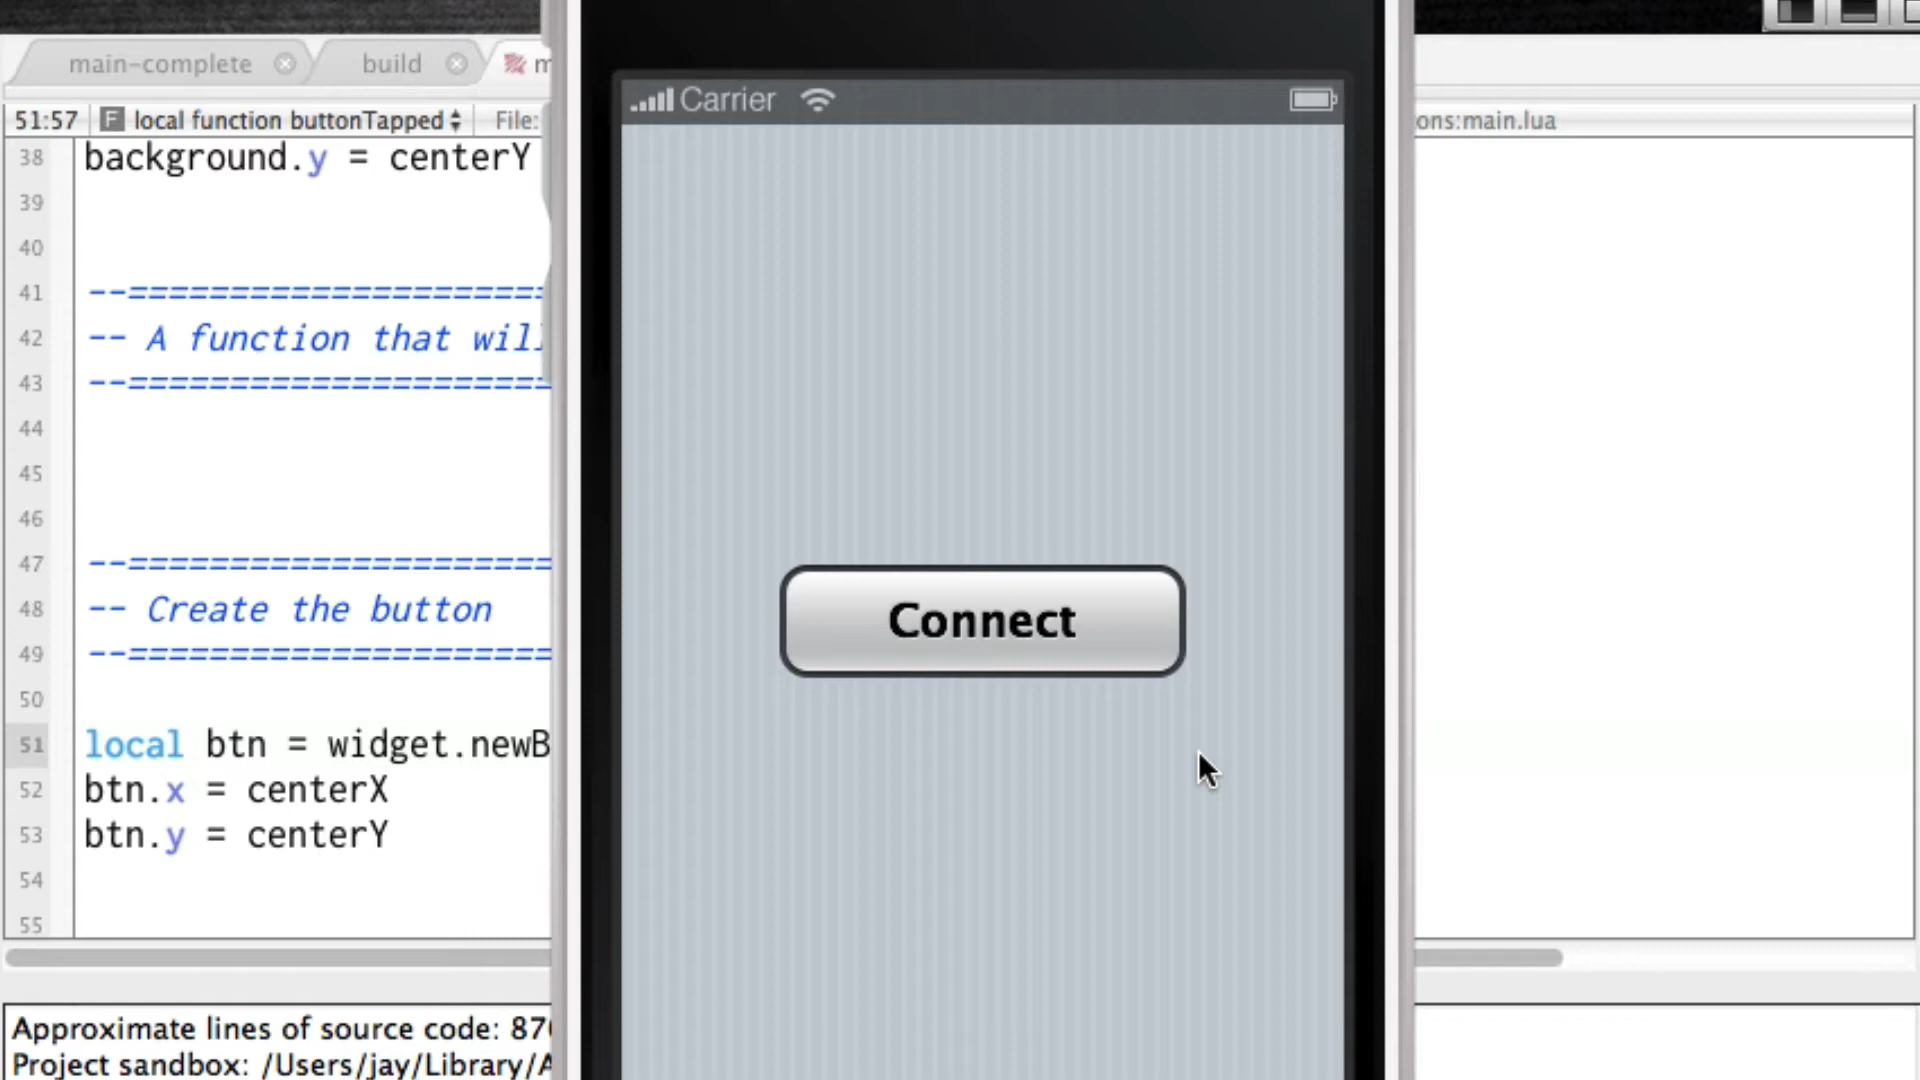 main-complete
build
m
51:57 F local function buttonTapped File:
ons:main.lua
Carrier
38 background.y = centerY
39
40
41 --=====================
42 -- A function that will
43 --=====================
44
45
46
47 --=====================
48 -- Create the button
49 --=====================
50
51 local btn = widget.newB
52 btn.x = centerX
53 btn.y = centerY
54
55
Connect
Approximate lines of source code: 87
Project sandbox: /Users/jay/Library/A